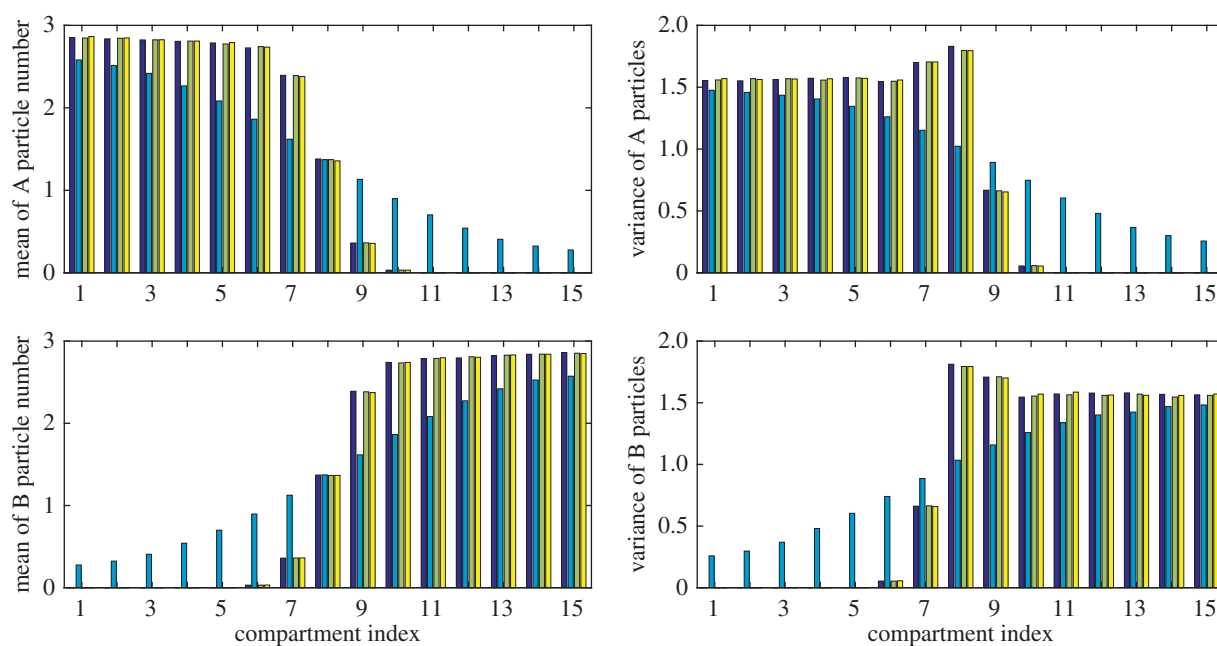 mean of A particle number
3
2
1
0
1 3 5 7 9 11 13 15
variance of A particles
2.0
1.5
1.0
0.5
0
1 3 5 7 9 11 13 15
mean of B particle number
3
2
1
0
1 3 5 7 9 11 13 15
compartment index
variance of B particles
2.0
1.5
1.0
0.5
0
1 3 5 7 9 11 13 15
compartment index